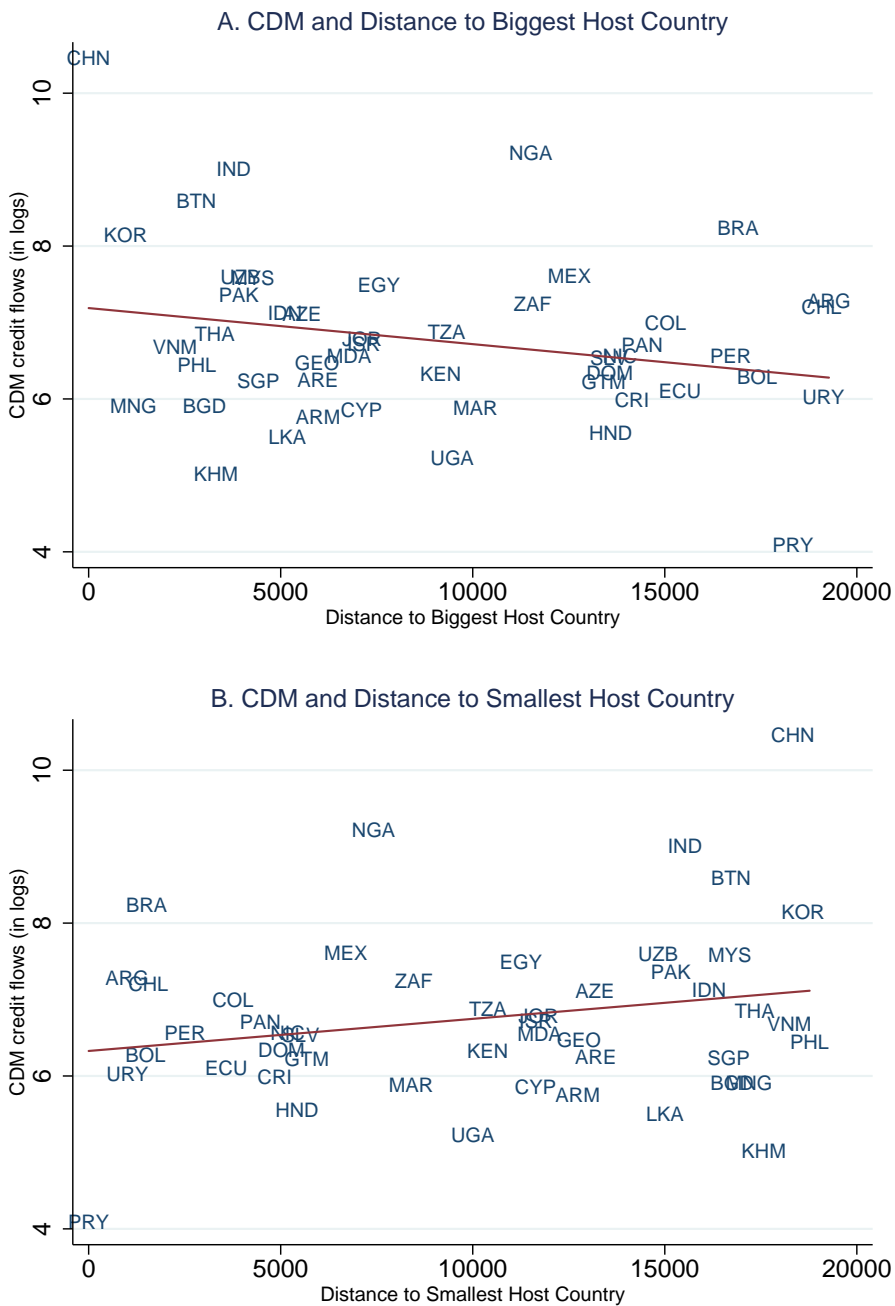 A. CDM and Distance to Biggest Host Country
CDM credit flows (in logs)
10
8
6
4
CHN
NGA
IND
BTN
BRA
KOR
UZB
MYS
MEX
EGY
PAK
ARG
CHL
ZAF
IDN
AZE
COL
THA
TZA
JOR
ISR
VNM
PAN
MDA
NIC
SLV
PER
PHL
GEO
KEN
DOM
BOL
SGP
ARE
GTM
ECU
URY
CRI
MNG
BGD
CYP
MAR
ARM
HND
LKA
UGA
KHM
PRY
0
5000
10000
15000
20000
Distance to Biggest Host Country
B. CDM and Distance to Smallest Host Country
CDM credit flows (in logs)
10
8
6
4
CHN
NGA
IND
BTN
BRA
KOR
MEX
UZB
MYS
EGY
PAK
ARG
CHL
ZAF
IDN
AZE
COL
TZA
THA
JOR
ISR
PAN
VNM
PER
NIC
SLV
MDA
GEO
PHL
DOM
KEN
BOL
GTM
ARE
SGP
ECU
URY
CRI
MAR
CYP
BGD
MNG
ARM
HND
LKA
UGA
KHM
PRY
0
5000
10000
15000
20000
Distance to Smallest Host Country